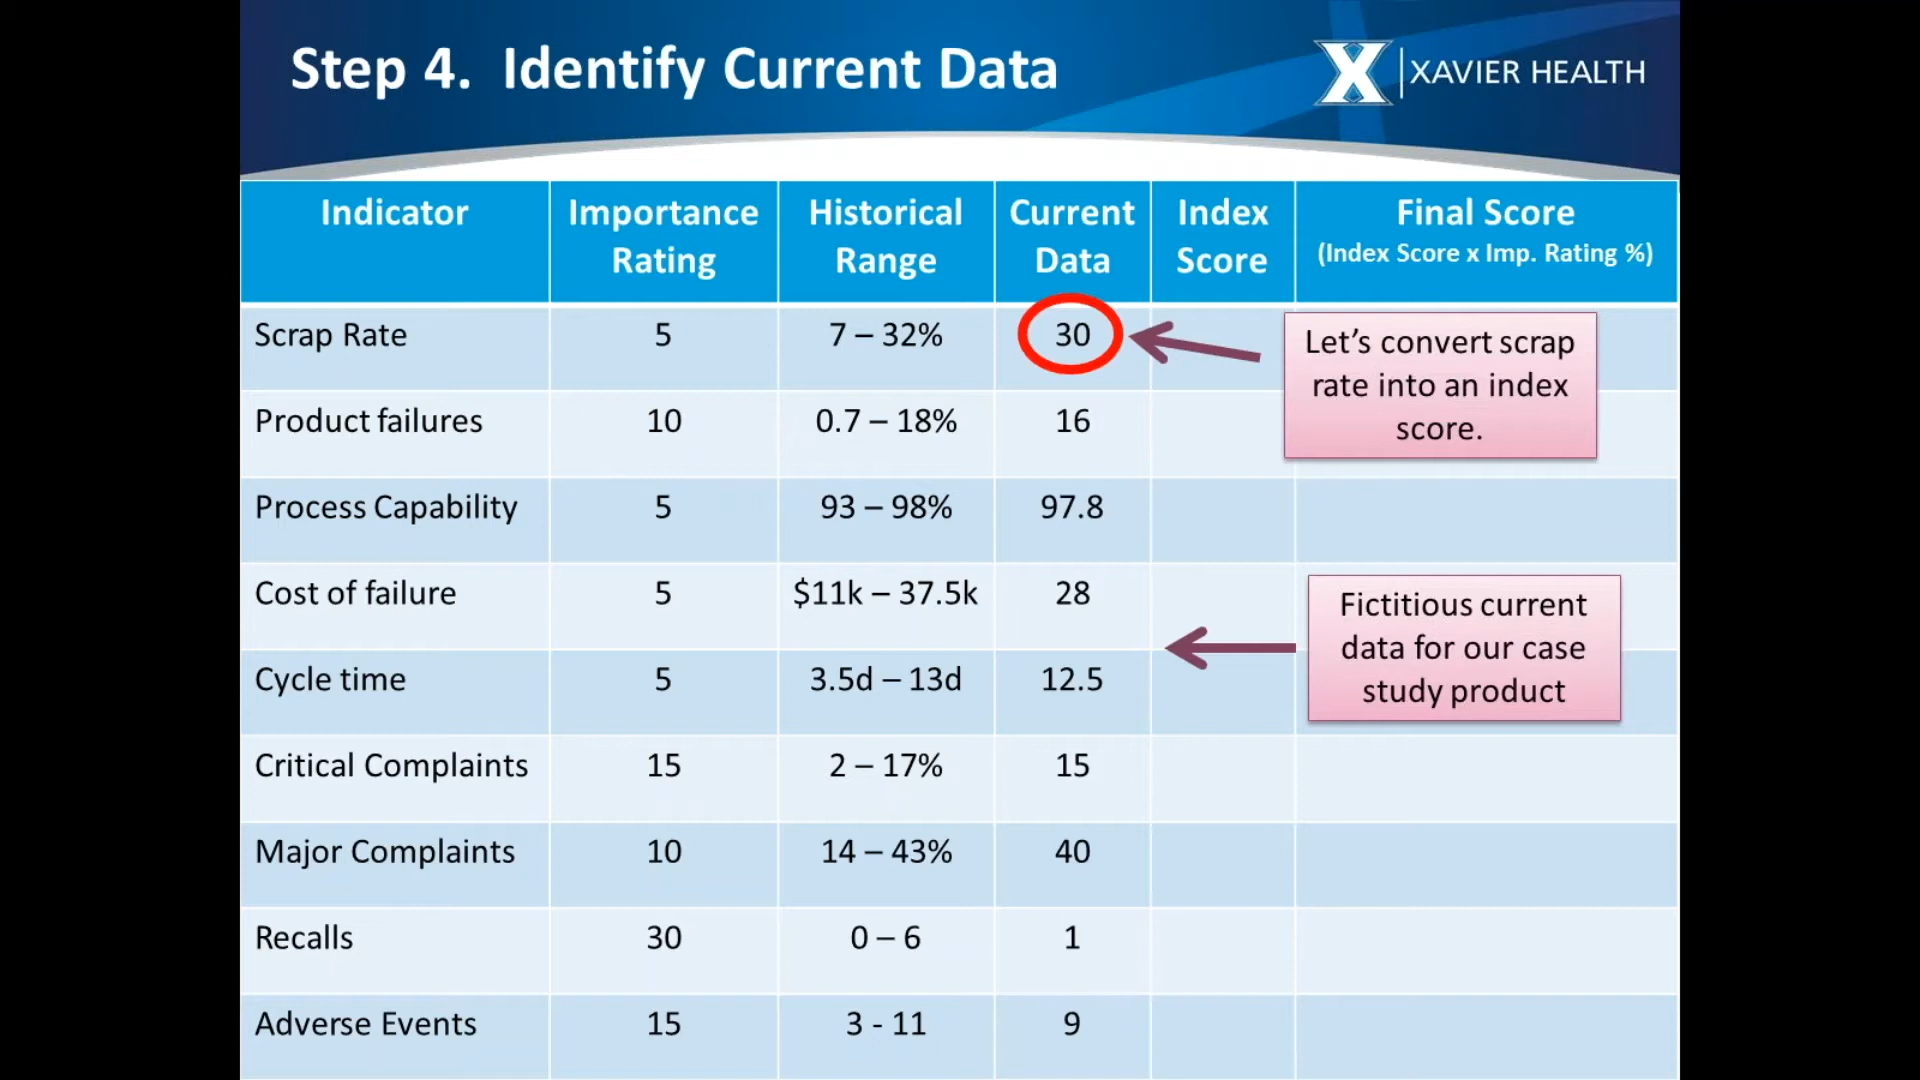 Step 4.  Identify Current Data
X XAVIER HEALTH
Indicator
Importance
Rating
Historical
Range
Current
Data
Index
Score
Final Score
(Index Score x Imp. Rating %)
Scrap Rate 5 7 – 32% 30
Let’s convert scrap
rate into an index
score.
Product failures 10 0.7 – 18% 16
Process Capability 5 93 – 98% 97.8
Cost of failure 5 $11k – 37.5k 28
Fictitious current
data for our case
study product
Cycle time 5 3.5d – 13d 12.5
Critical Complaints 15 2 – 17% 15
Major Complaints 10 14 – 43% 40
Recalls 30 0 – 6 1
Adverse Events 15 3 - 11 9